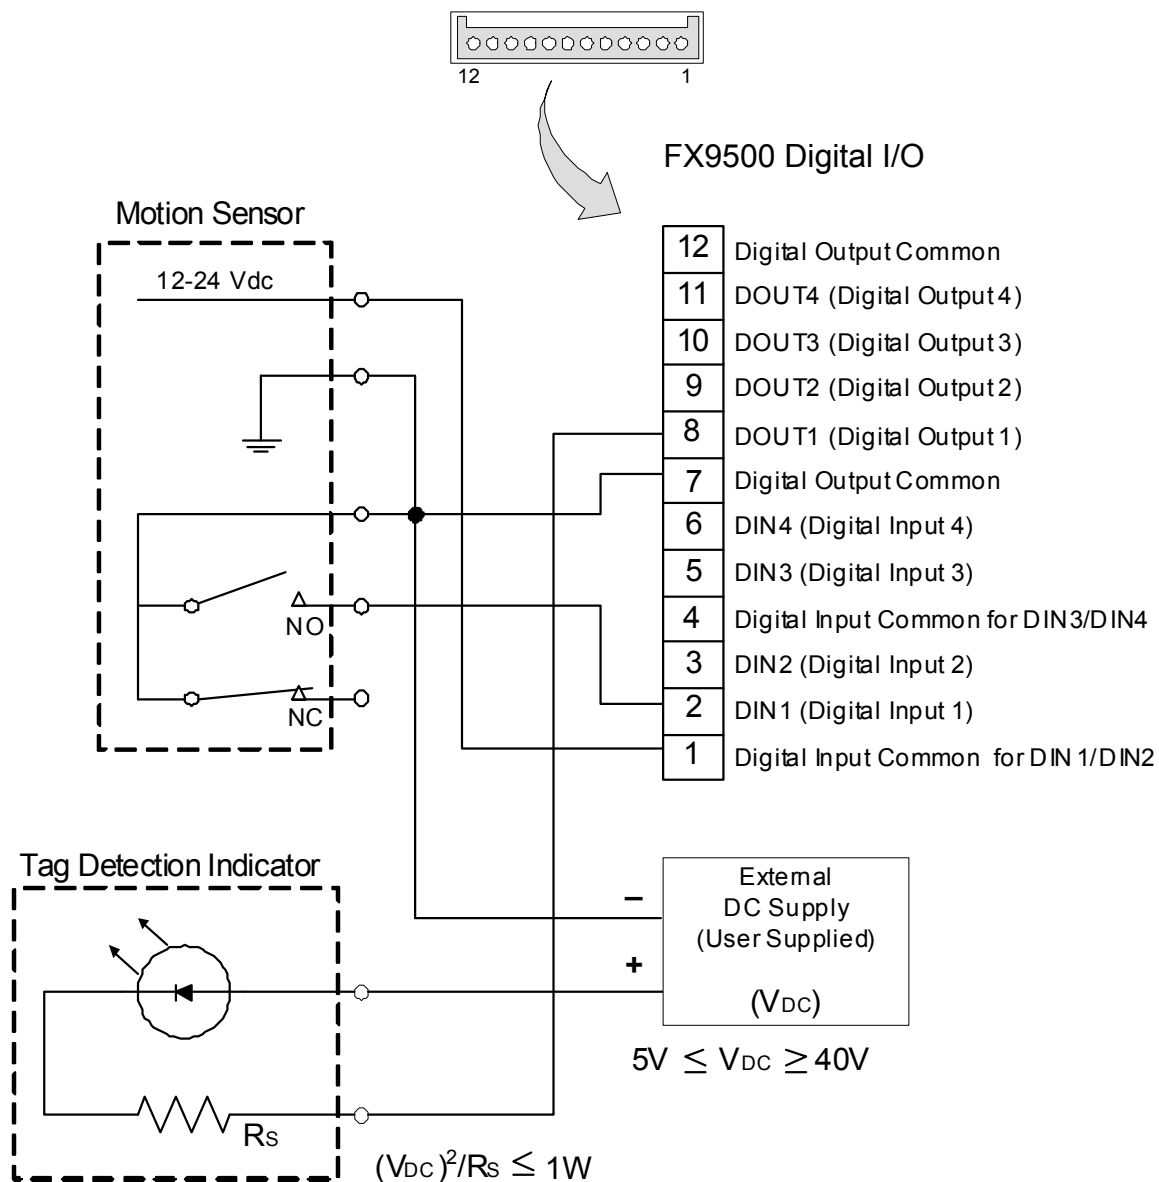 12 1
FX9500 Digital I/O
Motion Sensor
12-24 Vdc
NO
NC
12 Digital Output Common
11 DOUT4 (Digital Output 4)
10 DOUT3 (Digital Output 3)
9 DOUT2 (Digital Output 2)
8 DOUT1 (Digital Output 1)
7 Digital Output Common
6 DIN4 (Digital Input 4)
5 DIN3 (Digital Input 3)
4 Digital Input Common for DIN3/DIN4
3 DIN2 (Digital Input 2)
2 DIN1 (Digital Input 1)
1 Digital Input Common for DIN1/DIN2
Tag Detection Indicator
RS
(VDC)²/RS ≤ 1W
–
+
External
DC Supply
(User Supplied)
(VDC)
5V ≤ VDC ≥ 40V